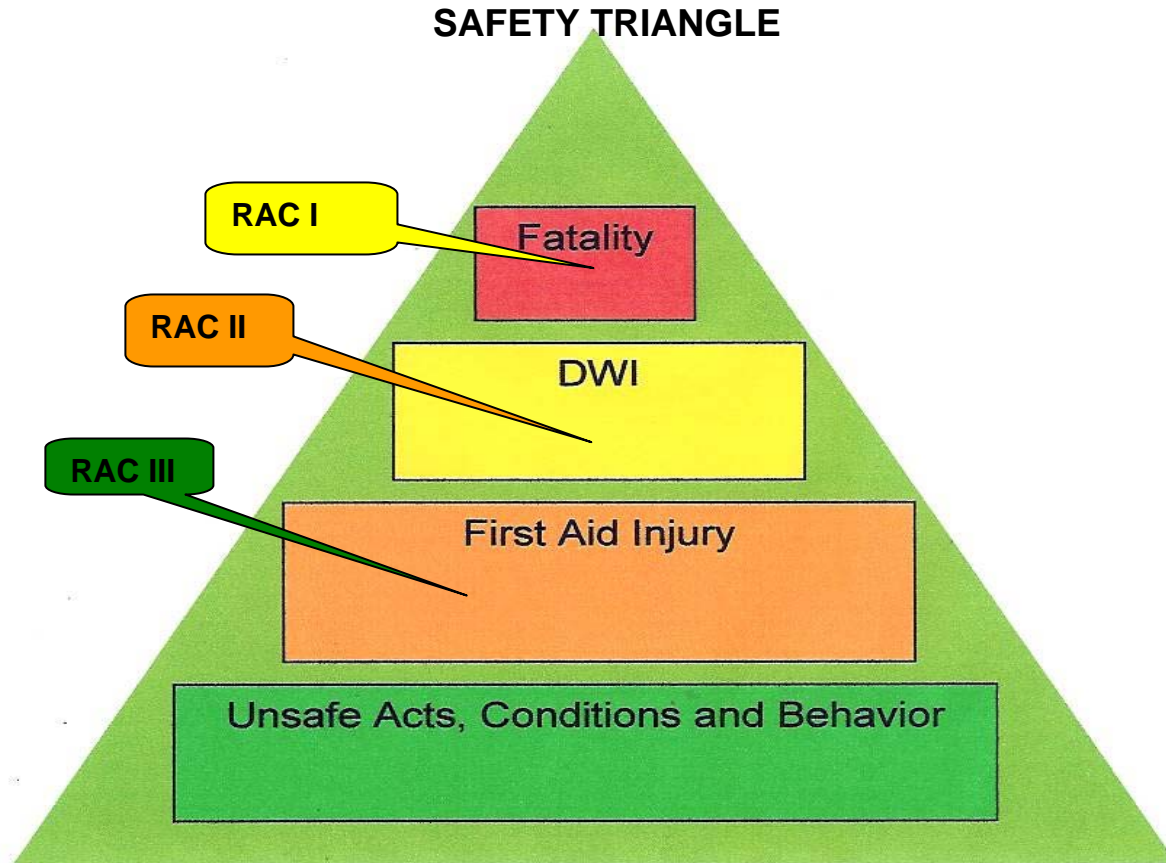 SAFETY TRIANGLE
RAC I
Fatality
RAC II
DWI
RAC III
First Aid Injury
Unsafe Acts, Conditions and Behavior